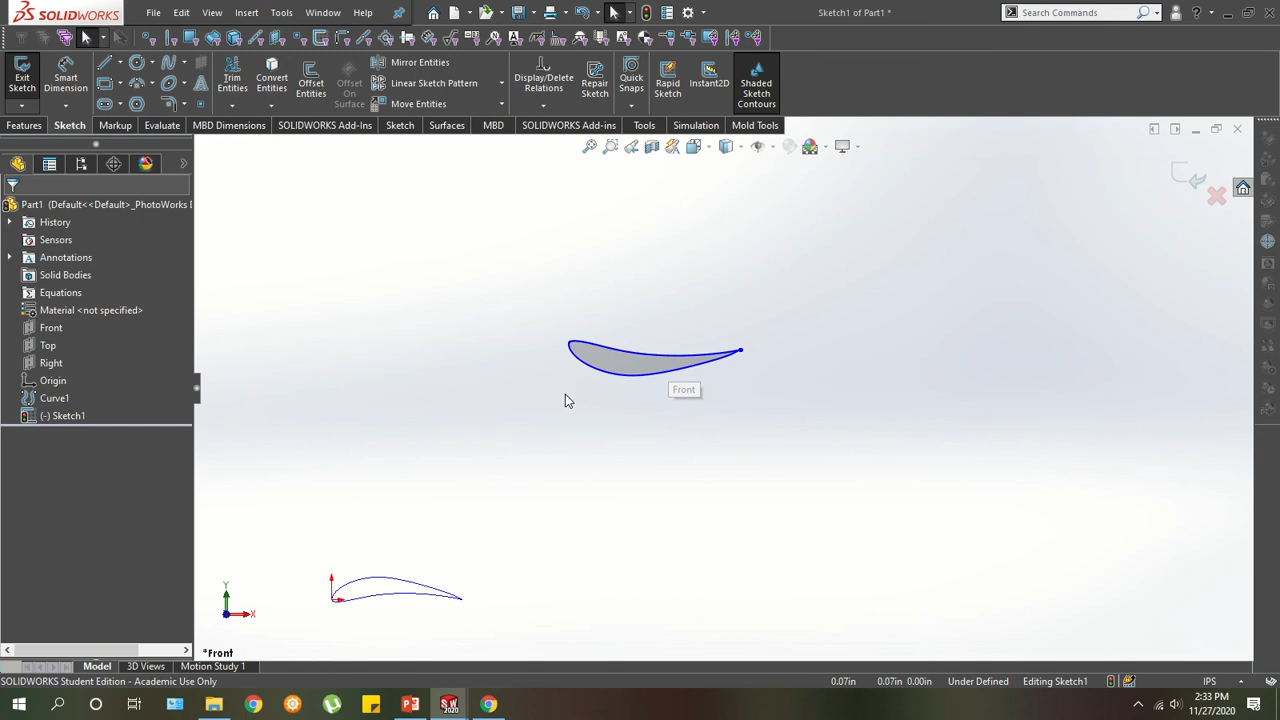 SOLIDWORKS
File Edit View Insert Tools Window Help
Sketch1 of Part1 *
Search Commands
Exit Sketch
Smart Dimension
Trim Entities
Convert Entities
Offset Entities
Offset On Surface
Mirror Entities
Linear Sketch Pattern
Move Entities
Display/Delete Relations
Repair Sketch
Quick Snaps
Rapid Sketch
Instant2D
Shaded Sketch Contours
Features Sketch Markup Evaluate MBD Dimensions SOLIDWORKS Add-Ins Sketch Surfaces MBD SOLIDWORKS Add-ins Tools Simulation Mold Tools
Part1 (Default<<Default>_PhotoWorks D
History
Sensors
Annotations
Solid Bodies
Equations
Material <not specified>
Front
Top
Right
Origin
Curve1
(-) Sketch1
Front
Y
X
*Front
Model 3D Views Motion Study 1
SOLIDWORKS Student Edition - Academic Use Only
0.07in 0.07in 0.00in Under Defined Editing Sketch1 IPS
2:33 PM
11/27/2020